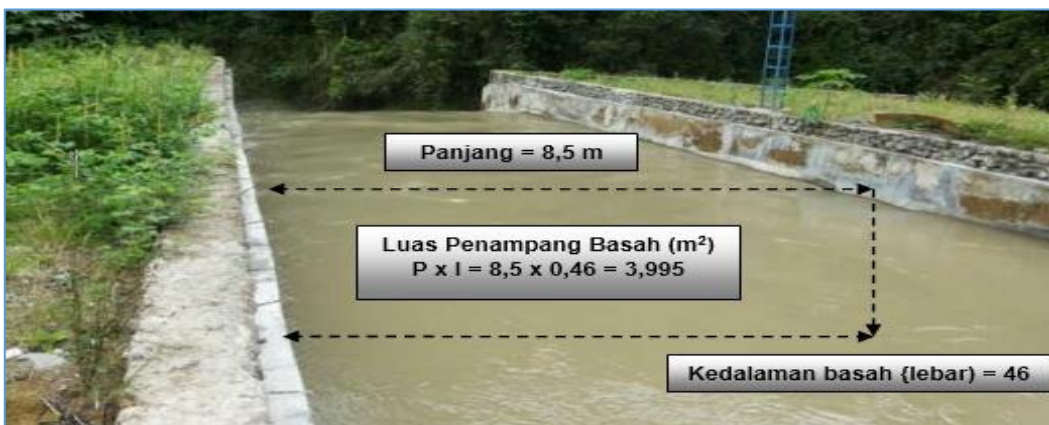 Panjang = 8,5 m
Luas Penampang Basah (m²)
P x l = 8,5 x 0,46 = 3,995
Kedalaman basah {lebar) = 46